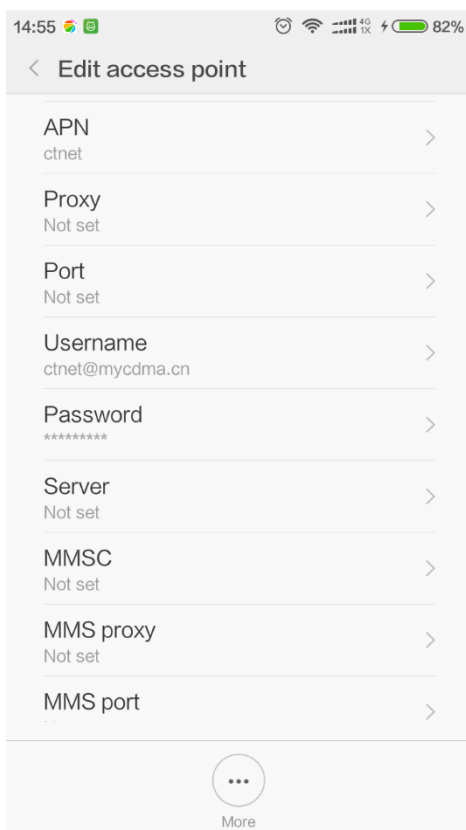 14:55
4G
1X
82%
Edit access point
APN
ctnet
Proxy
Not set
Port
Not set
Username
ctnet@mycdma.cn
Password
*********
Server
Not set
MMSC
Not set
MMS proxy
Not set
MMS port
More